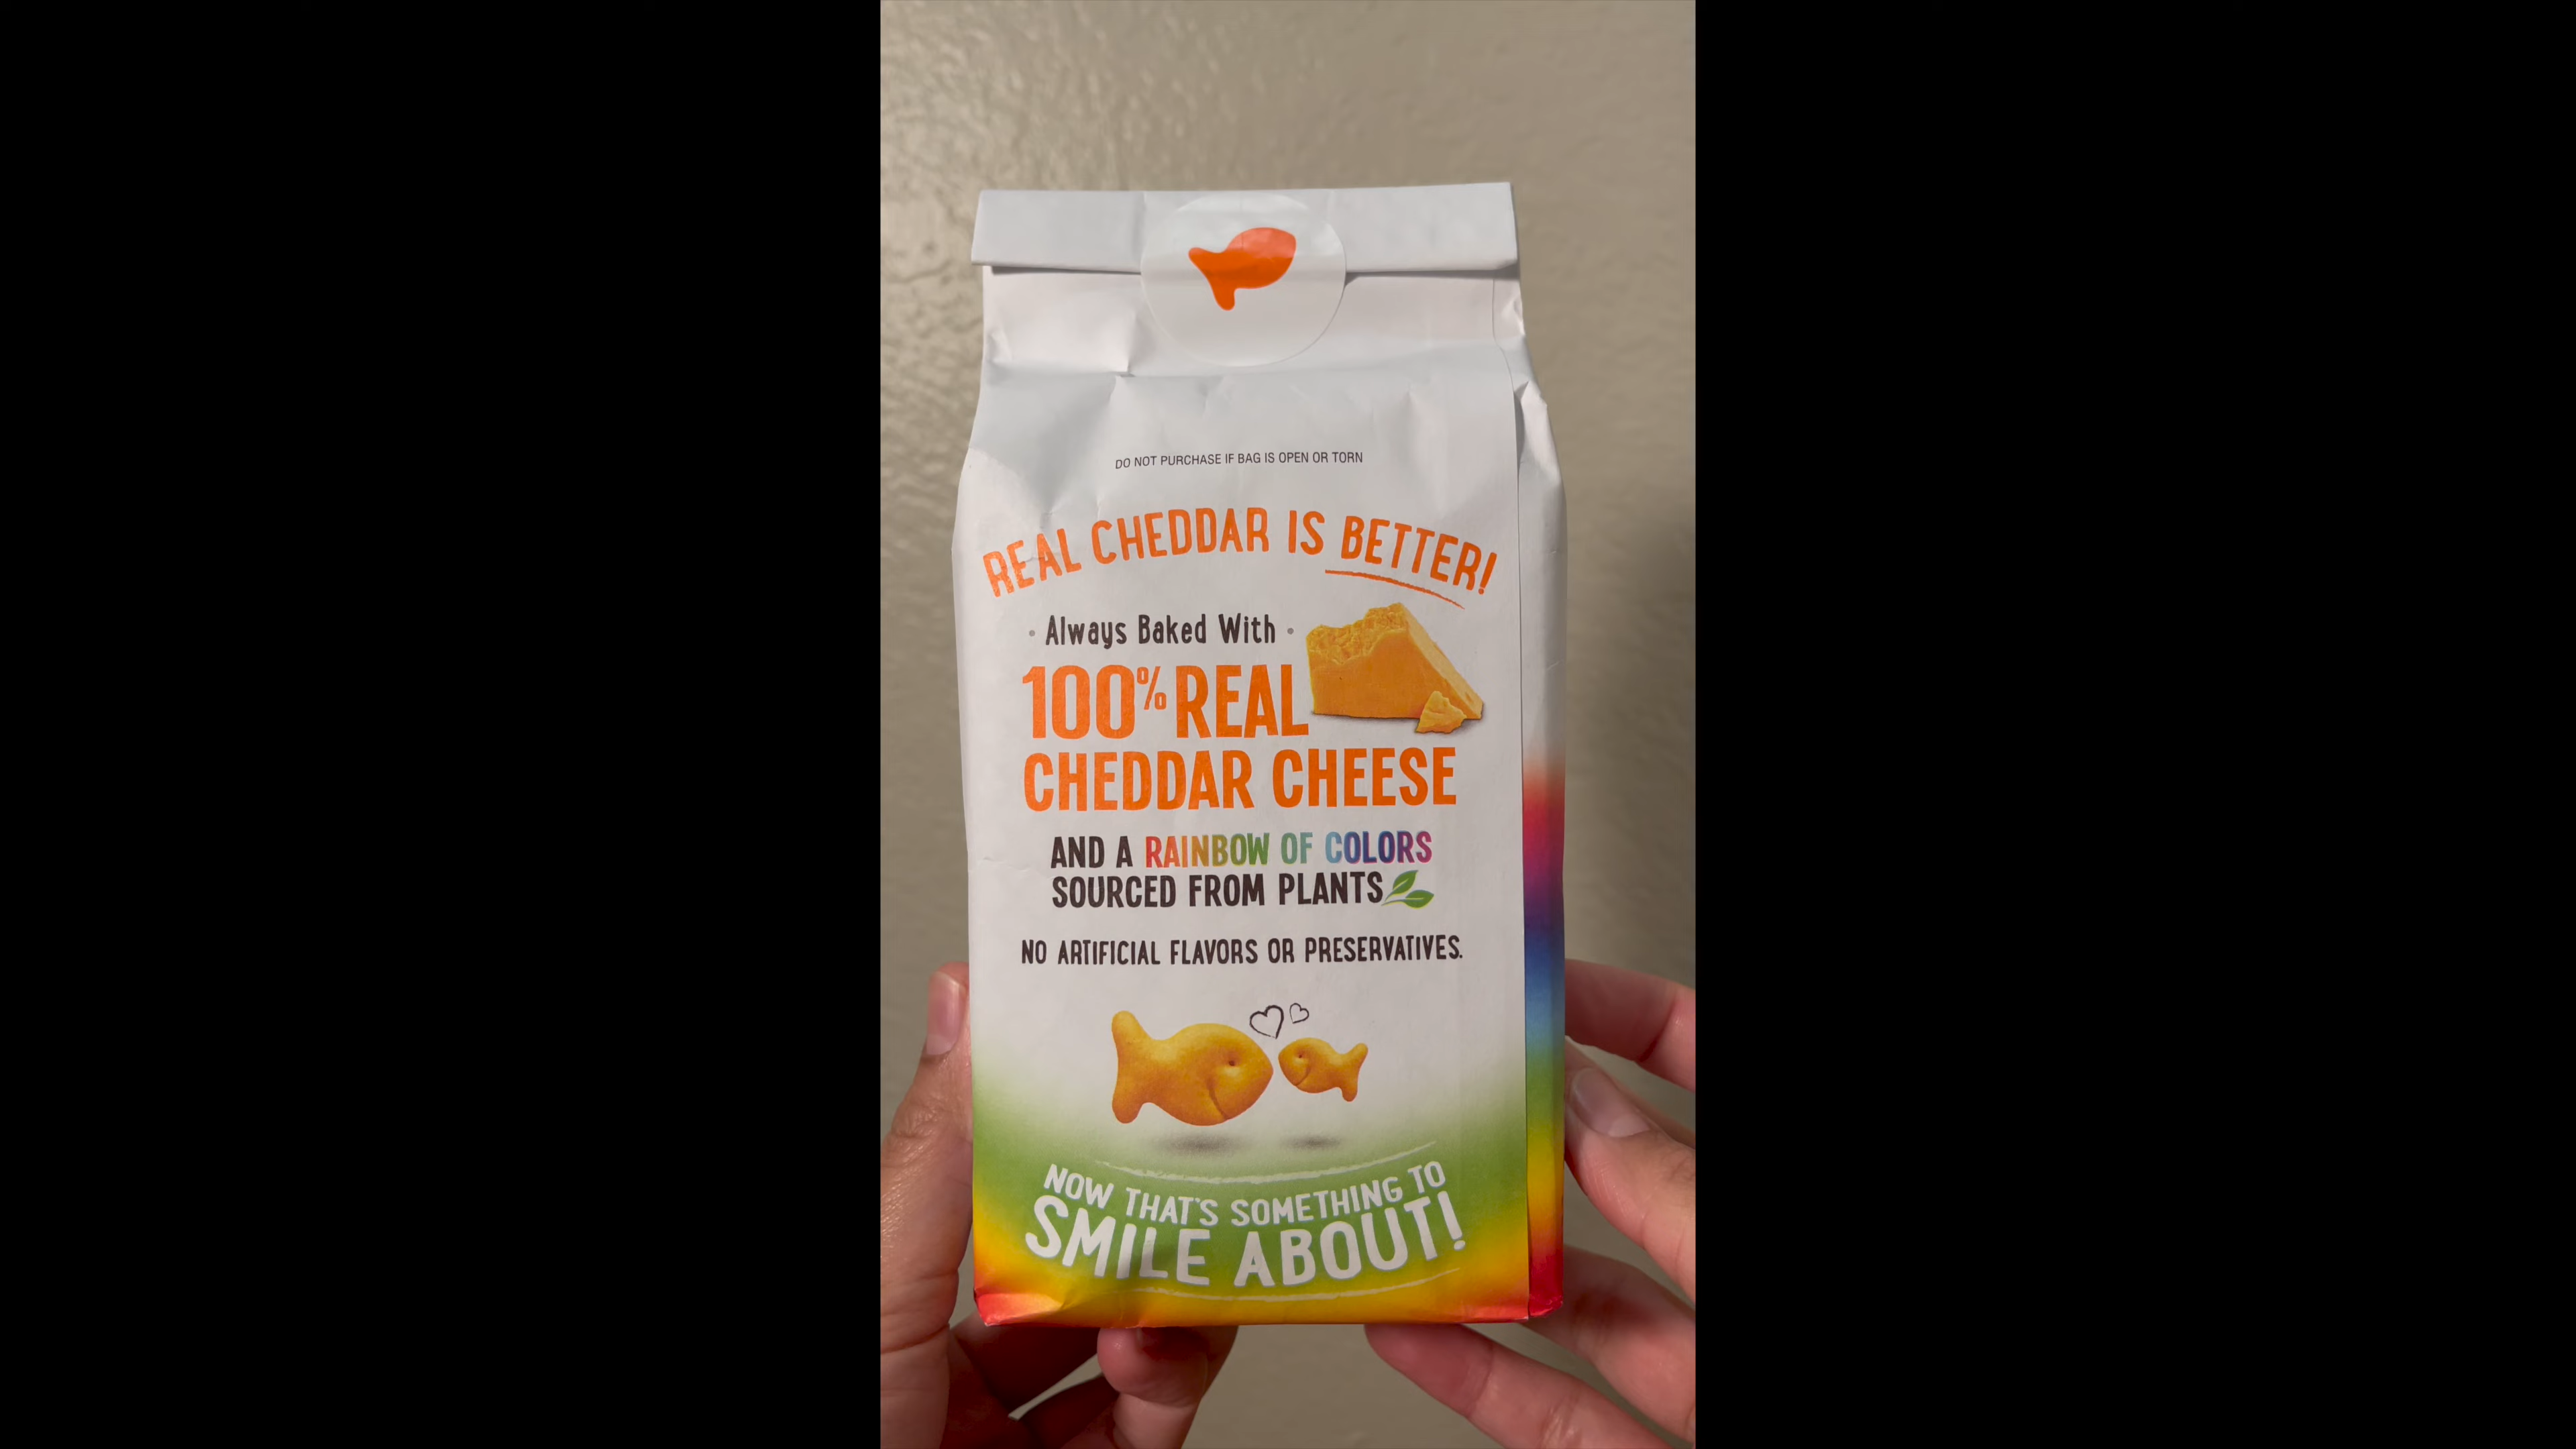 DO NOT PURCHASE IF BAG IS OPEN OR TORN
REAL CHEDDAR IS BETTER!
• Always Baked With •
100% REAL
CHEDDAR CHEESE
AND A RAINBOW OF COLORS
SOURCED FROM PLANTS
NO ARTIFICIAL FLAVORS OR PRESERVATIVES.
NOW THAT'S SOMETHING TO
SMILE ABOUT!